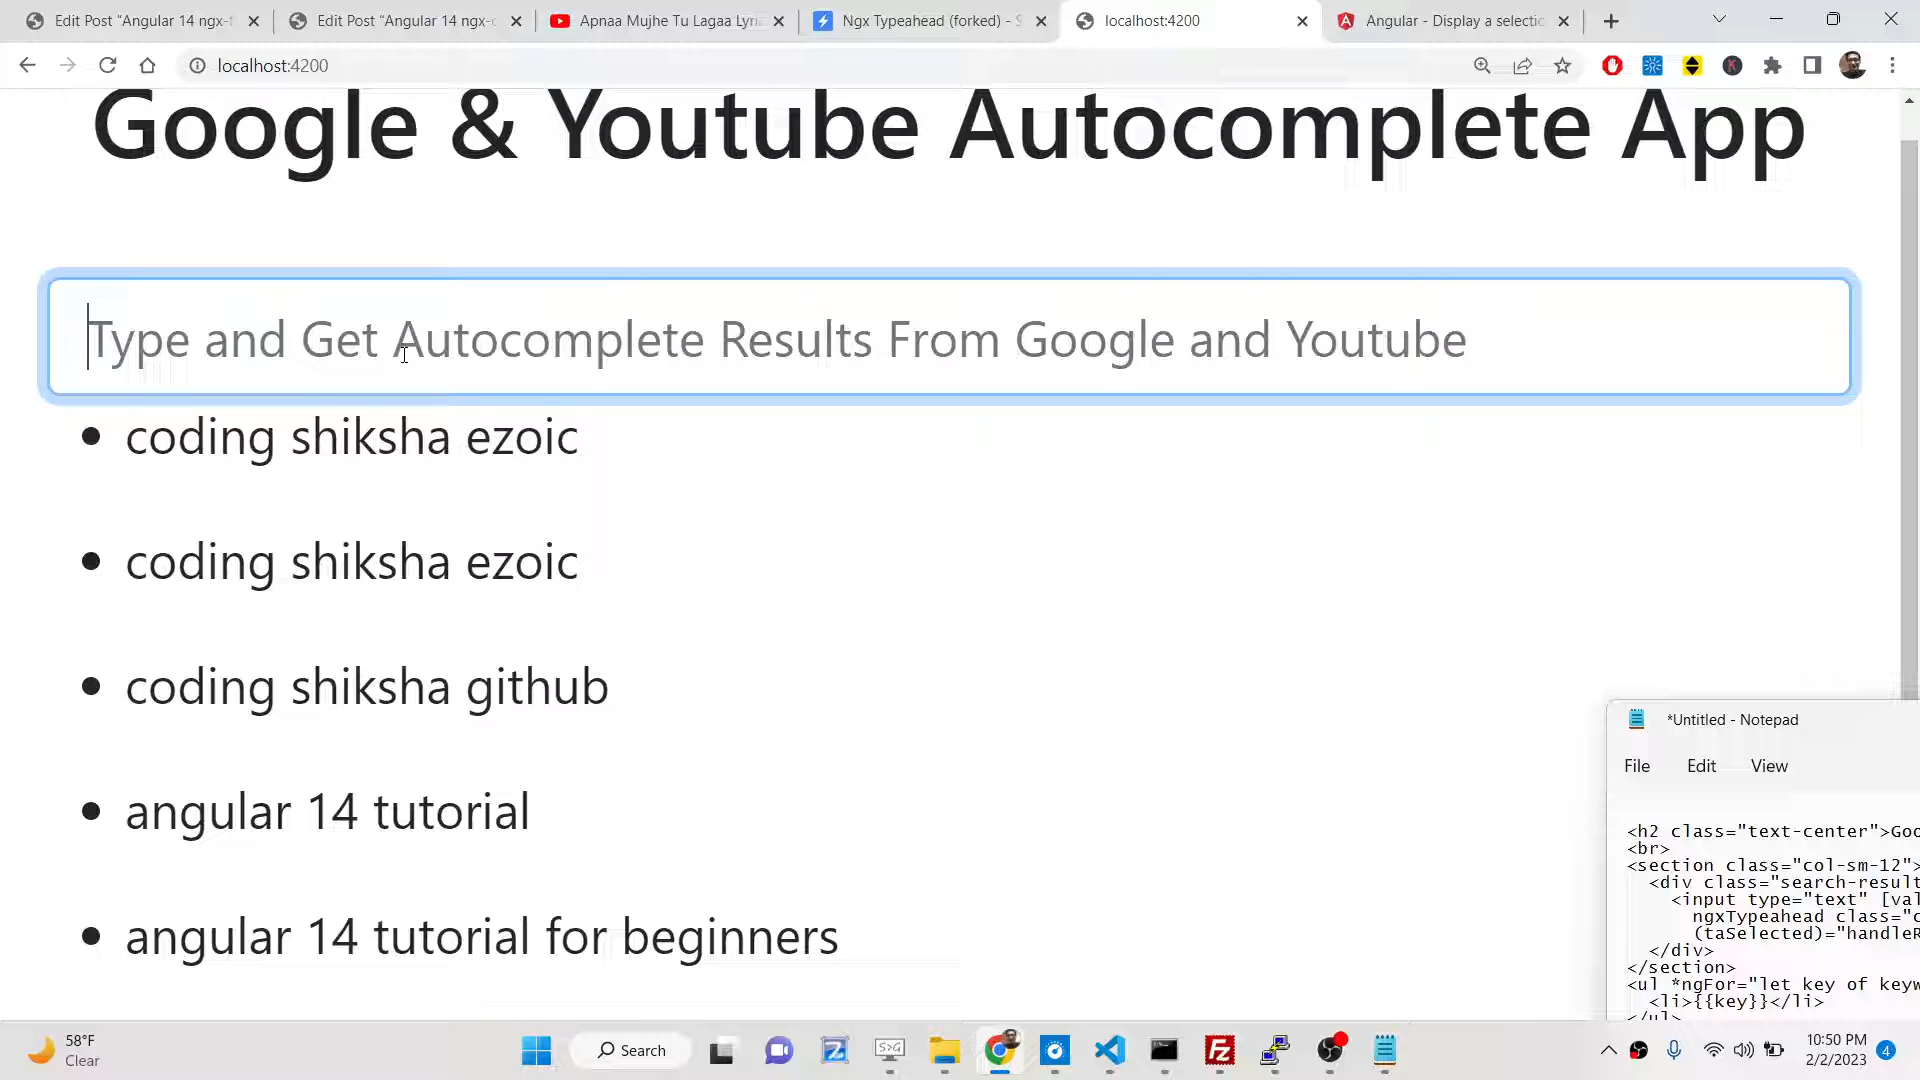 Edit Post “Angular 14 ngx-
Edit Post “Angular 14 ngx-
Apnaa Mujhe Tu Lagaa Lyri
Ngx Typeahead (forked) - S
localhost:4200
Angular - Display a selectio
localhost:4200
Google & Youtube Autocomplete App
Type and Get Autocomplete Results From Google and Youtube
• coding shiksha ezoic
• coding shiksha ezoic
• coding shiksha github
• angular 14 tutorial
• angular 14 tutorial for beginners
*Untitled - Notepad
File Edit View
<h2 class="text-center">Goo
<br>
<section class="col-sm-12">
<div class="search-result
<input type="text" [val
ngxTypeahead class="c
(taSelected)="handleR
</div>
</section>
<ul *ngFor="let key of keyw
<li>{{key}}</li>
</ul>
58°F
Clear
Search
10:50 PM
2/2/2023
4